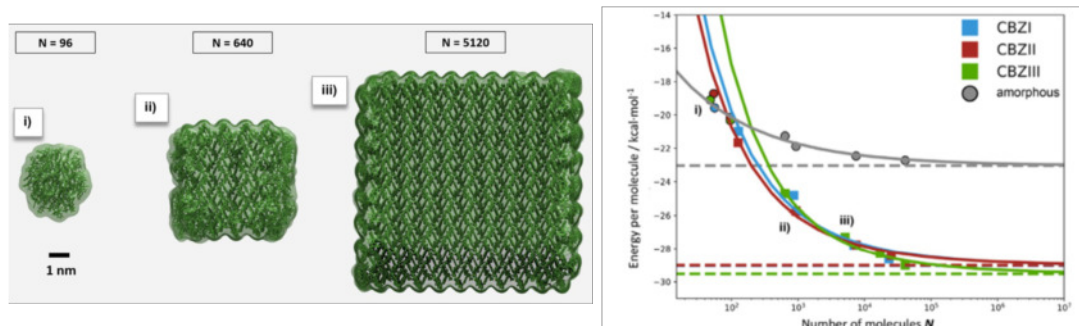 N = 96
N = 640
N = 5120
i)
ii)
iii)
1 nm
Energy per molecule / kcal·mol⁻¹
−14
−16
−18
−20
−22
−24
−26
−28
−30
i)
ii)
iii)
CBZI
CBZII
CBZIII
amorphous
10²
10³
10⁴
10⁵
10⁶
10⁷
Number of molecules N